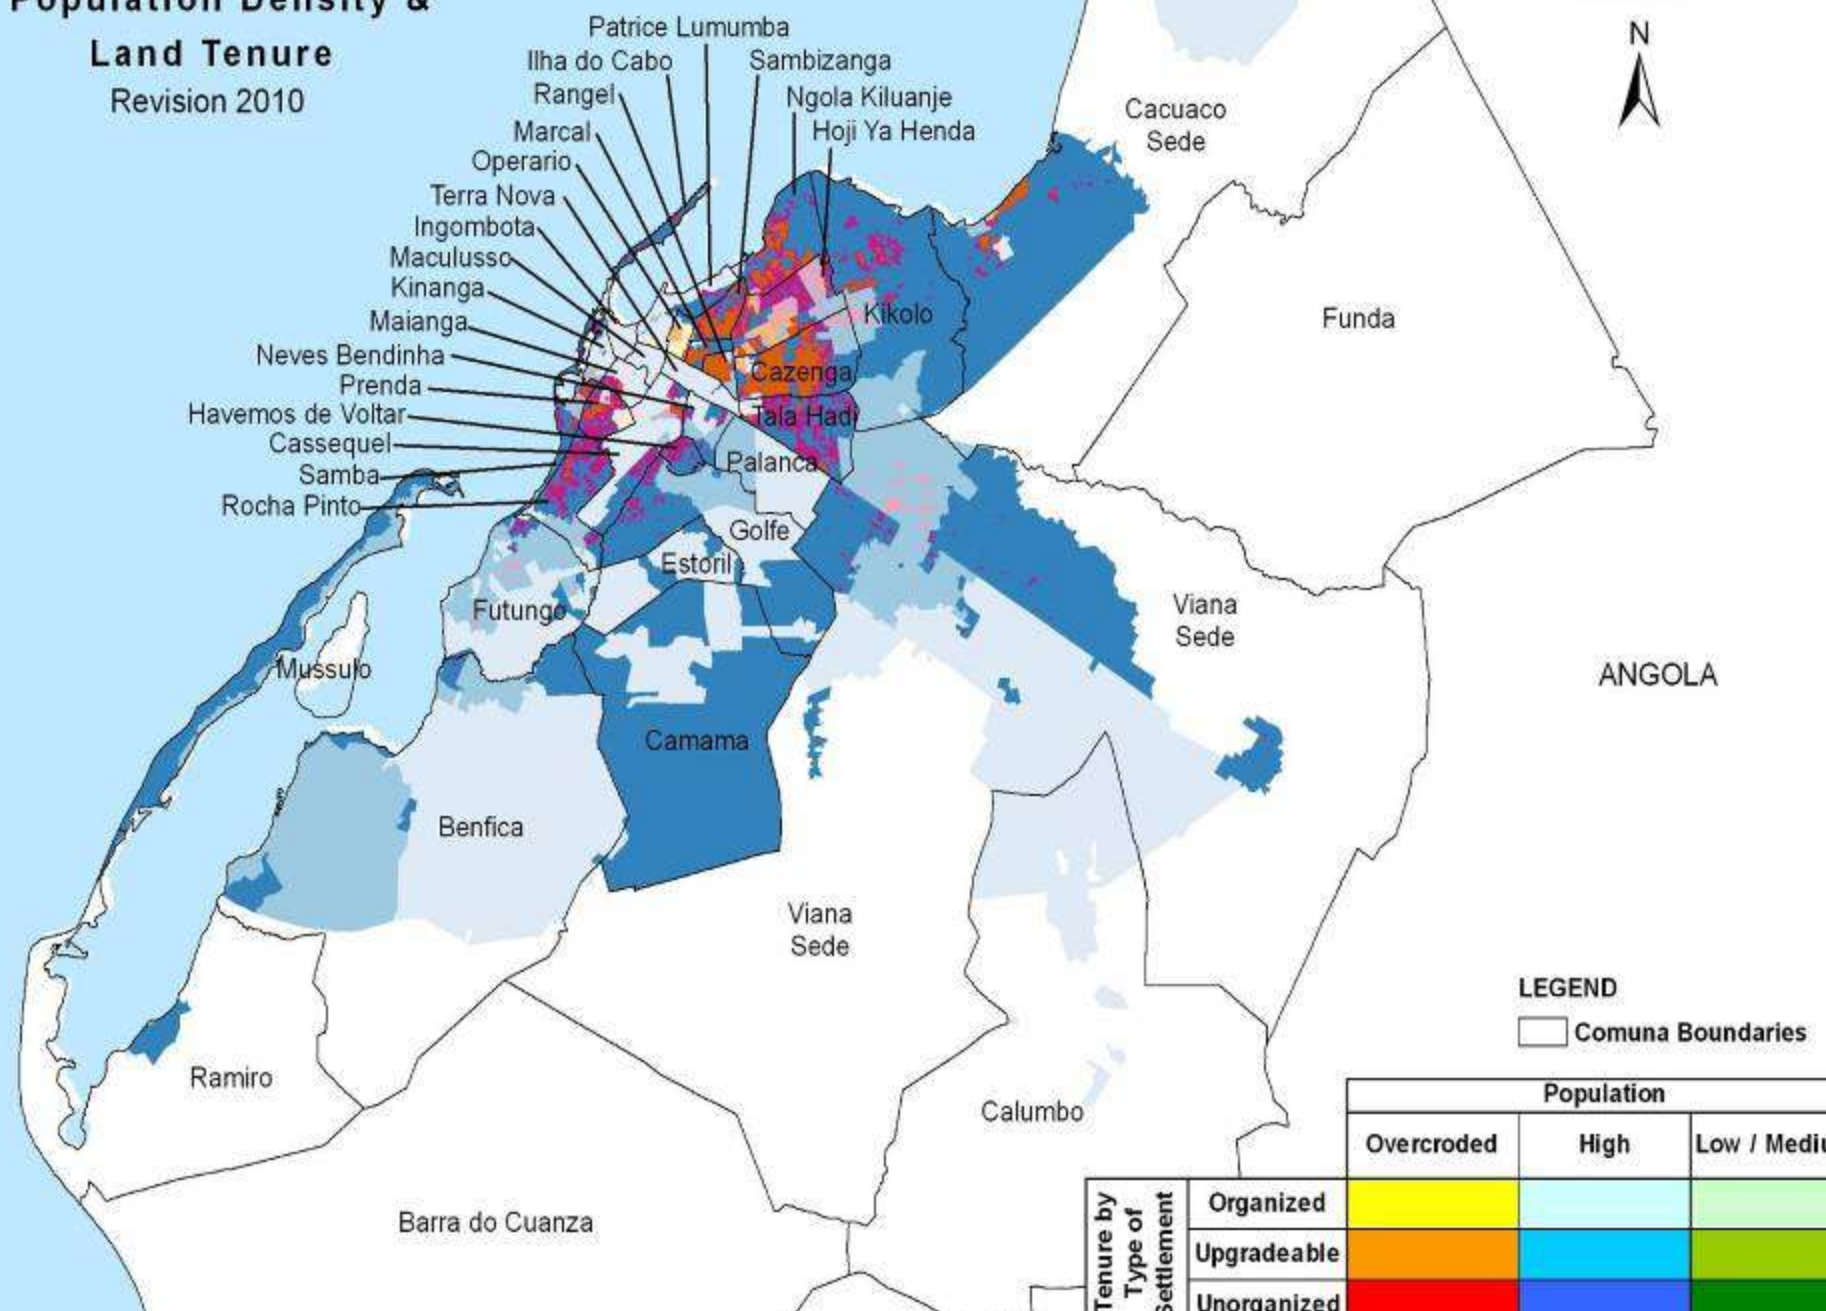 Population Density &
Land Tenure
Revision 2010
Patrice Lumumba
Ilha do Cabo
Sambizanga
Rangel
Ngola Kiluanje
Marcal
Hoji Ya Henda
Operario
Terra Nova
Ingombota
Maculusso
Kinanga
Maianga
Neves Bendinha
Prenda
Havemos de Voltar
Cassequel
Samba
Rocha Pinto
N
Cacuaco
Sede
Funda
Kikolo
Cazenga
Tala Hadi
Palanca
Golfe
Estoril
Futungo
Viana
Sede
Mussulo
ANGOLA
Camama
Benfica
Viana
Sede
Ramiro
Calumbo
Barra do Cuanza
LEGEND
Comuna Boundaries
Population
Overcroded
High
Low / Mediu
Tenure by
Type of
Settlement
Organized
Upgradeable
Unorganized